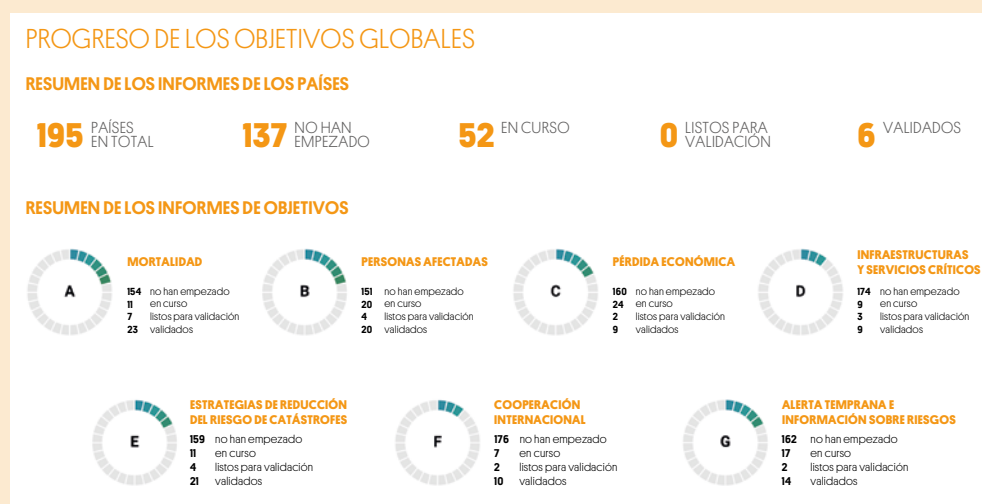 PROGRESO DE LOS OBJETIVOS GLOBALES
RESUMEN DE LOS INFORMES DE LOS PAÍSES
195 PAÍSES
EN TOTAL
137 NO HAN
EMPEZADO
52 EN CURSO
0 LISTOS PARA
VALIDACIÓN
6 VALIDADOS
RESUMEN DE LOS INFORMES DE OBJETIVOS
A
MORTALIDAD
154 no han empezado
11 en curso
7 listos para validación
23 validados
B
PERSONAS AFECTADAS
151 no han empezado
20 en curso
4 listos para validación
20 validados
C
PÉRDIDA ECONÓMICA
160 no han empezado
24 en curso
2 listos para validación
9 validados
D
INFRAESTRUCTURAS
Y SERVICIOS CRÍTICOS
174 no han empezado
9 en curso
3 listos para validación
9 validados
E
ESTRATEGIAS DE REDUCCIÓN
DEL RIESGO DE CATÁSTROFES
159 no han empezado
11 en curso
4 listos para validación
21 validados
F
COOPERACIÓN
INTERNACIONAL
176 no han empezado
7 en curso
2 listos para validación
10 validados
G
ALERTA TEMPRANA E
INFORMACIÓN SOBRE RIESGOS
162 no han empezado
17 en curso
2 listos para validación
14 validados